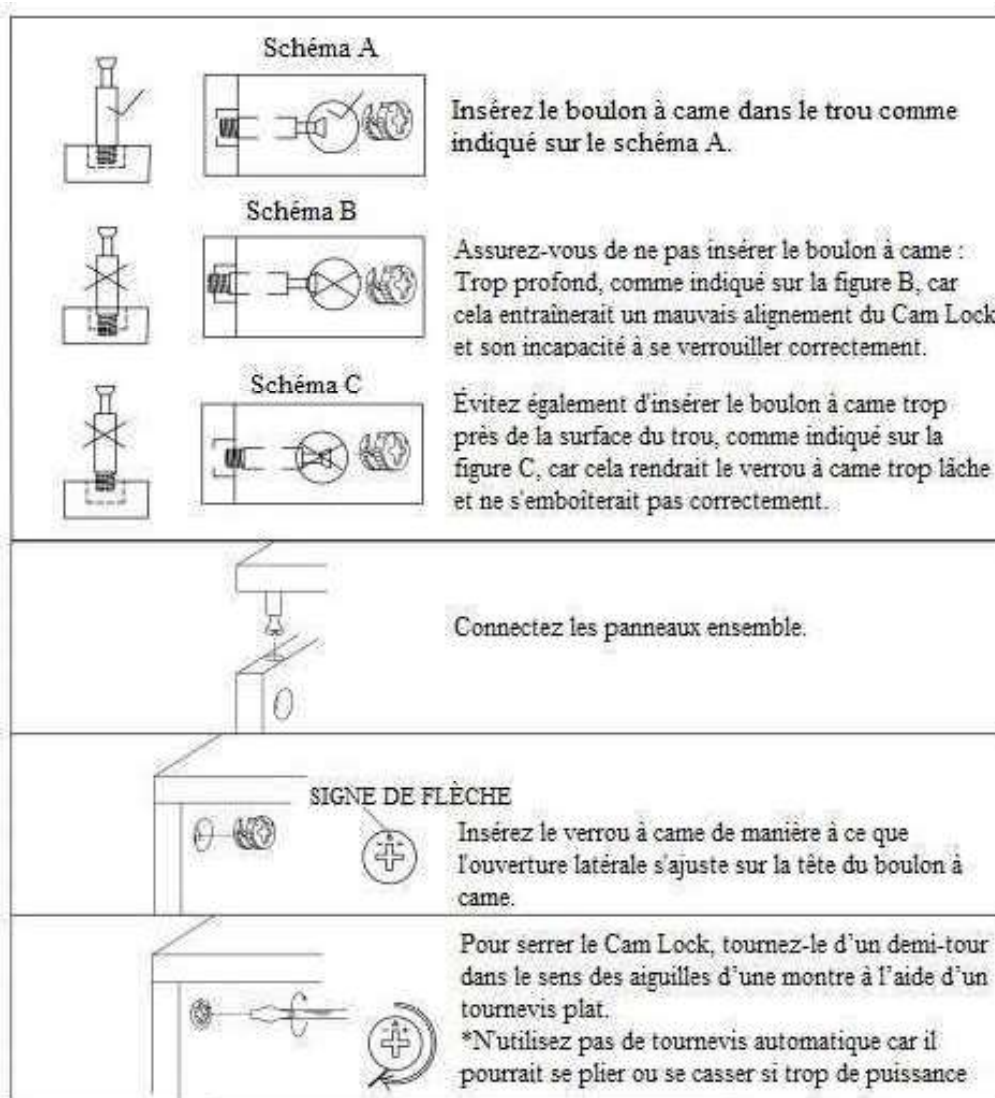 Schéma A
Insérez le boulon à came dans le trou comme
indiqué sur le schéma A.
Schéma B
Assurez-vous de ne pas insérer le boulon à came :
Trop profond, comme indiqué sur la figure B, car
cela entraînerait un mauvais alignement du Cam Lock
et son incapacité à se verrouiller correctement.
Schéma C
Évitez également d'insérer le boulon à came trop
près de la surface du trou, comme indiqué sur la
figure C, car cela rendrait le verrou à came trop lâche
et ne s'emboîterait pas correctement.
Connectez les panneaux ensemble.
SIGNE DE FLÈCHE
Insérez le verrou à came de manière à ce que
l'ouverture latérale s'ajuste sur la tête du boulon à
came.
Pour serrer le Cam Lock, tournez-le d’un demi-tour
dans le sens des aiguilles d’une montre à l’aide d’un
tournevis plat.
*N'utilisez pas de tournevis automatique car il
pourrait se plier ou se casser si trop de puissance